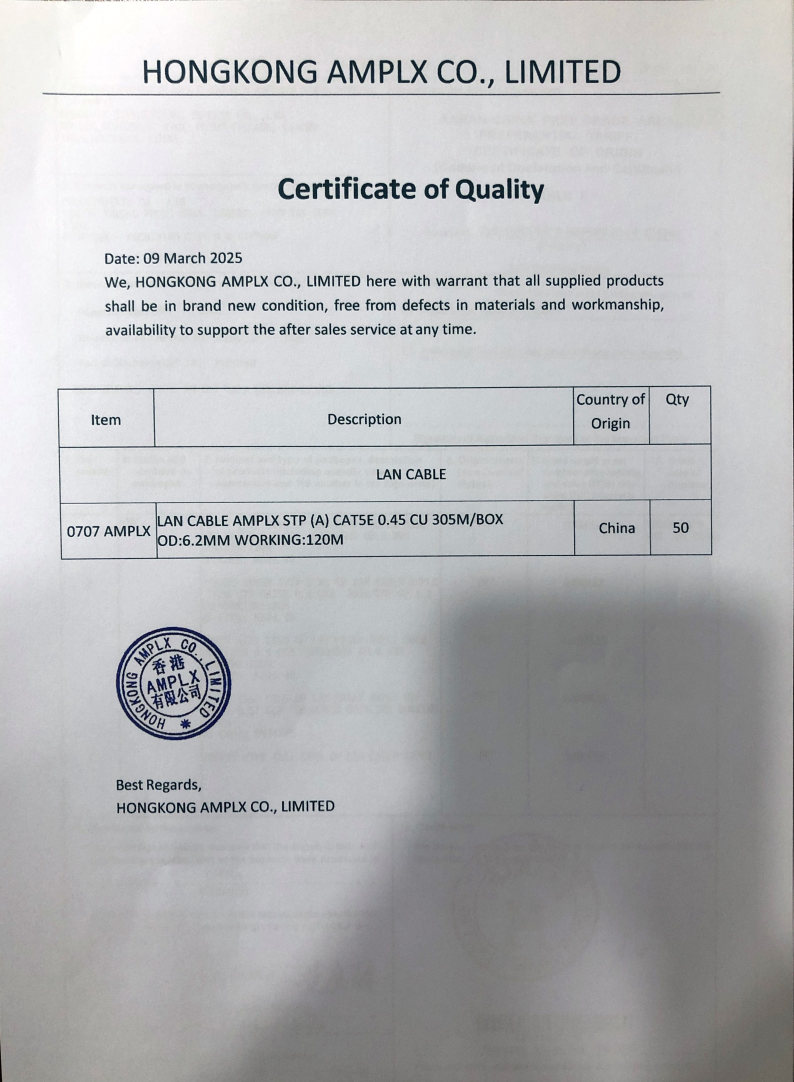 HONGKONG AMPLX CO., LIMITED
Certificate of Quality
Date: 09 March 2025
We, HONGKONG AMPLX CO., LIMITED here with warrant that all supplied products
shall be in brand new condition, free from defects in materials and workmanship,
availability to support the after sales service at any time.
Item Description Country of Origin Qty
LAN CABLE
0707 AMPLX LAN CABLE AMPLX STP (A) CAT5E 0.45 CU 305M/BOX China 50
OD:6.2MM WORKING:120M
HONGKONG AMPLX CO., LIMITED
香港
AMPLX
有限公司
Best Regards,
HONGKONG AMPLX CO., LIMITED